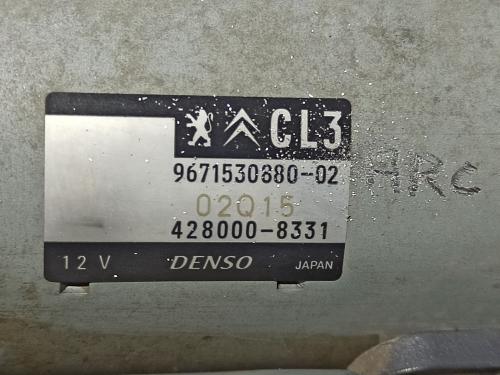 CL3
9671530880-02
02Q15
428000-8331
12 V DENSO JAPAN
ARC